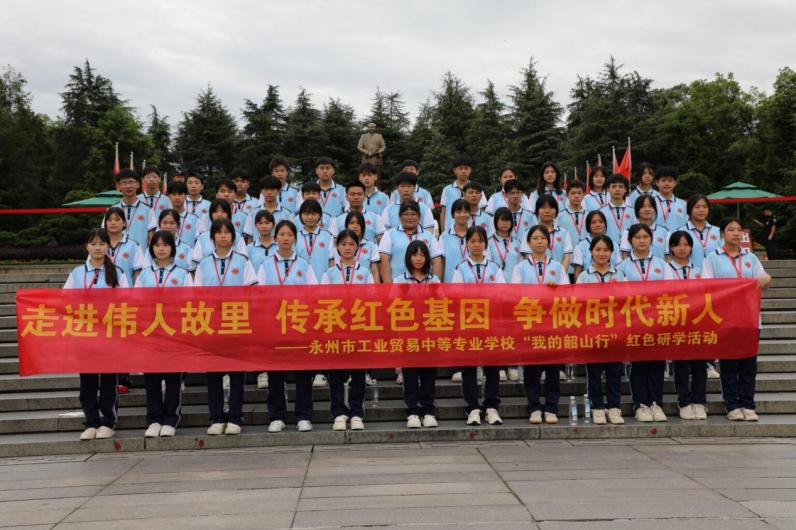 走进伟人故里 传承红色基因 争做时代新人
——永州市工业贸易中等专业学校“我的韶山行”红色研学活动